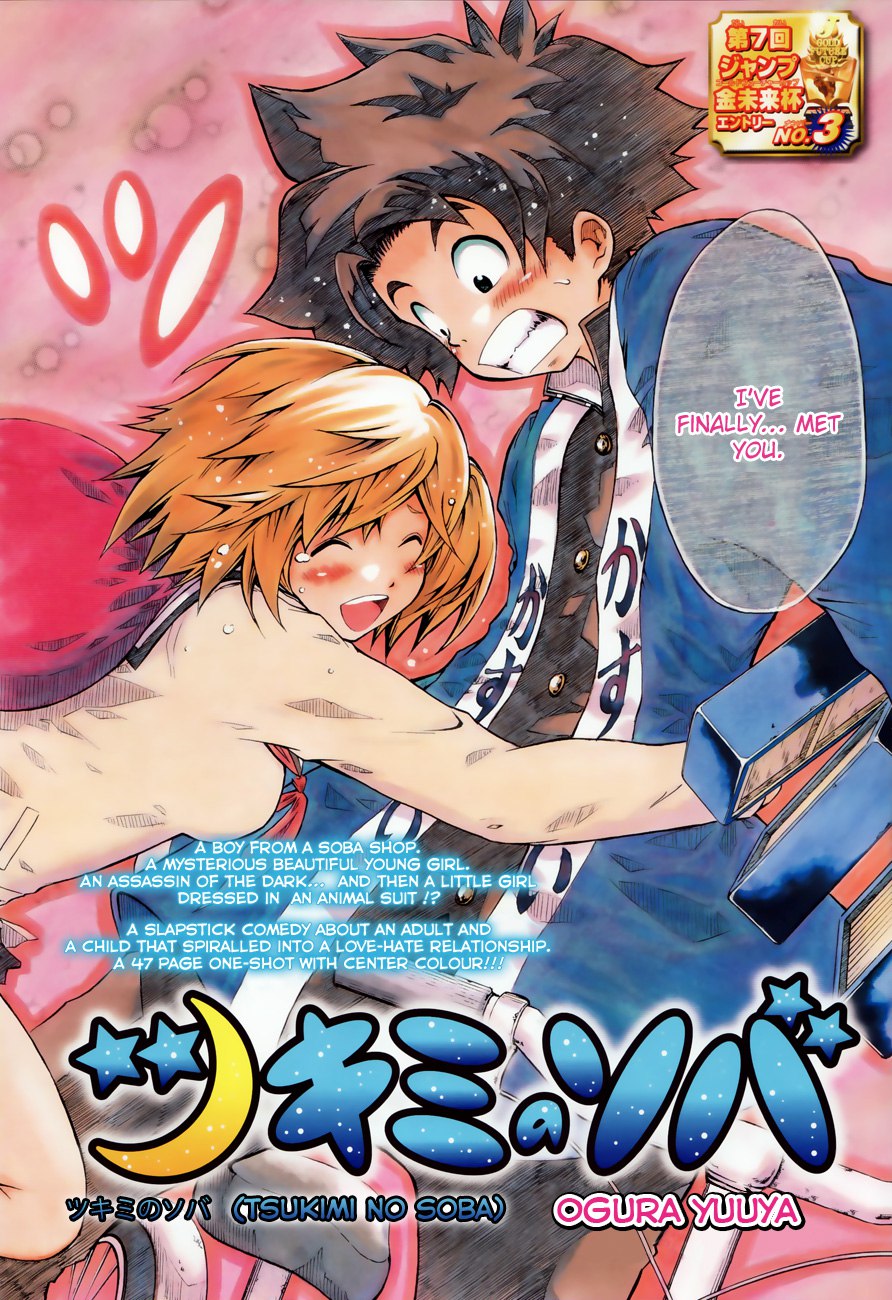 第7回
ジャンプ
金未来杯
エントリー
NO.3
J
GOLD
FUTURE
CUP
I'VE
FINALLY... MET
YOU.
かす
かす
い
A BOY FROM A SOBA SHOP.
A MYSTERIOUS BEAUTIFUL YOUNG GIRL.
AN ASSASSIN OF THE DARK... AND THEN A LITTLE GIRL
DRESSED IN AN ANIMAL SUIT !?
A SLAPSTICK COMEDY ABOUT AN ADULT AND
A CHILD THAT SPIRALLED INTO A LOVE-HATE RELATIONSHIP.
A 47 PAGE ONE-SHOT WITH CENTER COLOUR!!!
ツキミのソバ
ツキミのソバ (TSUKIMI NO SOBA) OGURA YUUYA